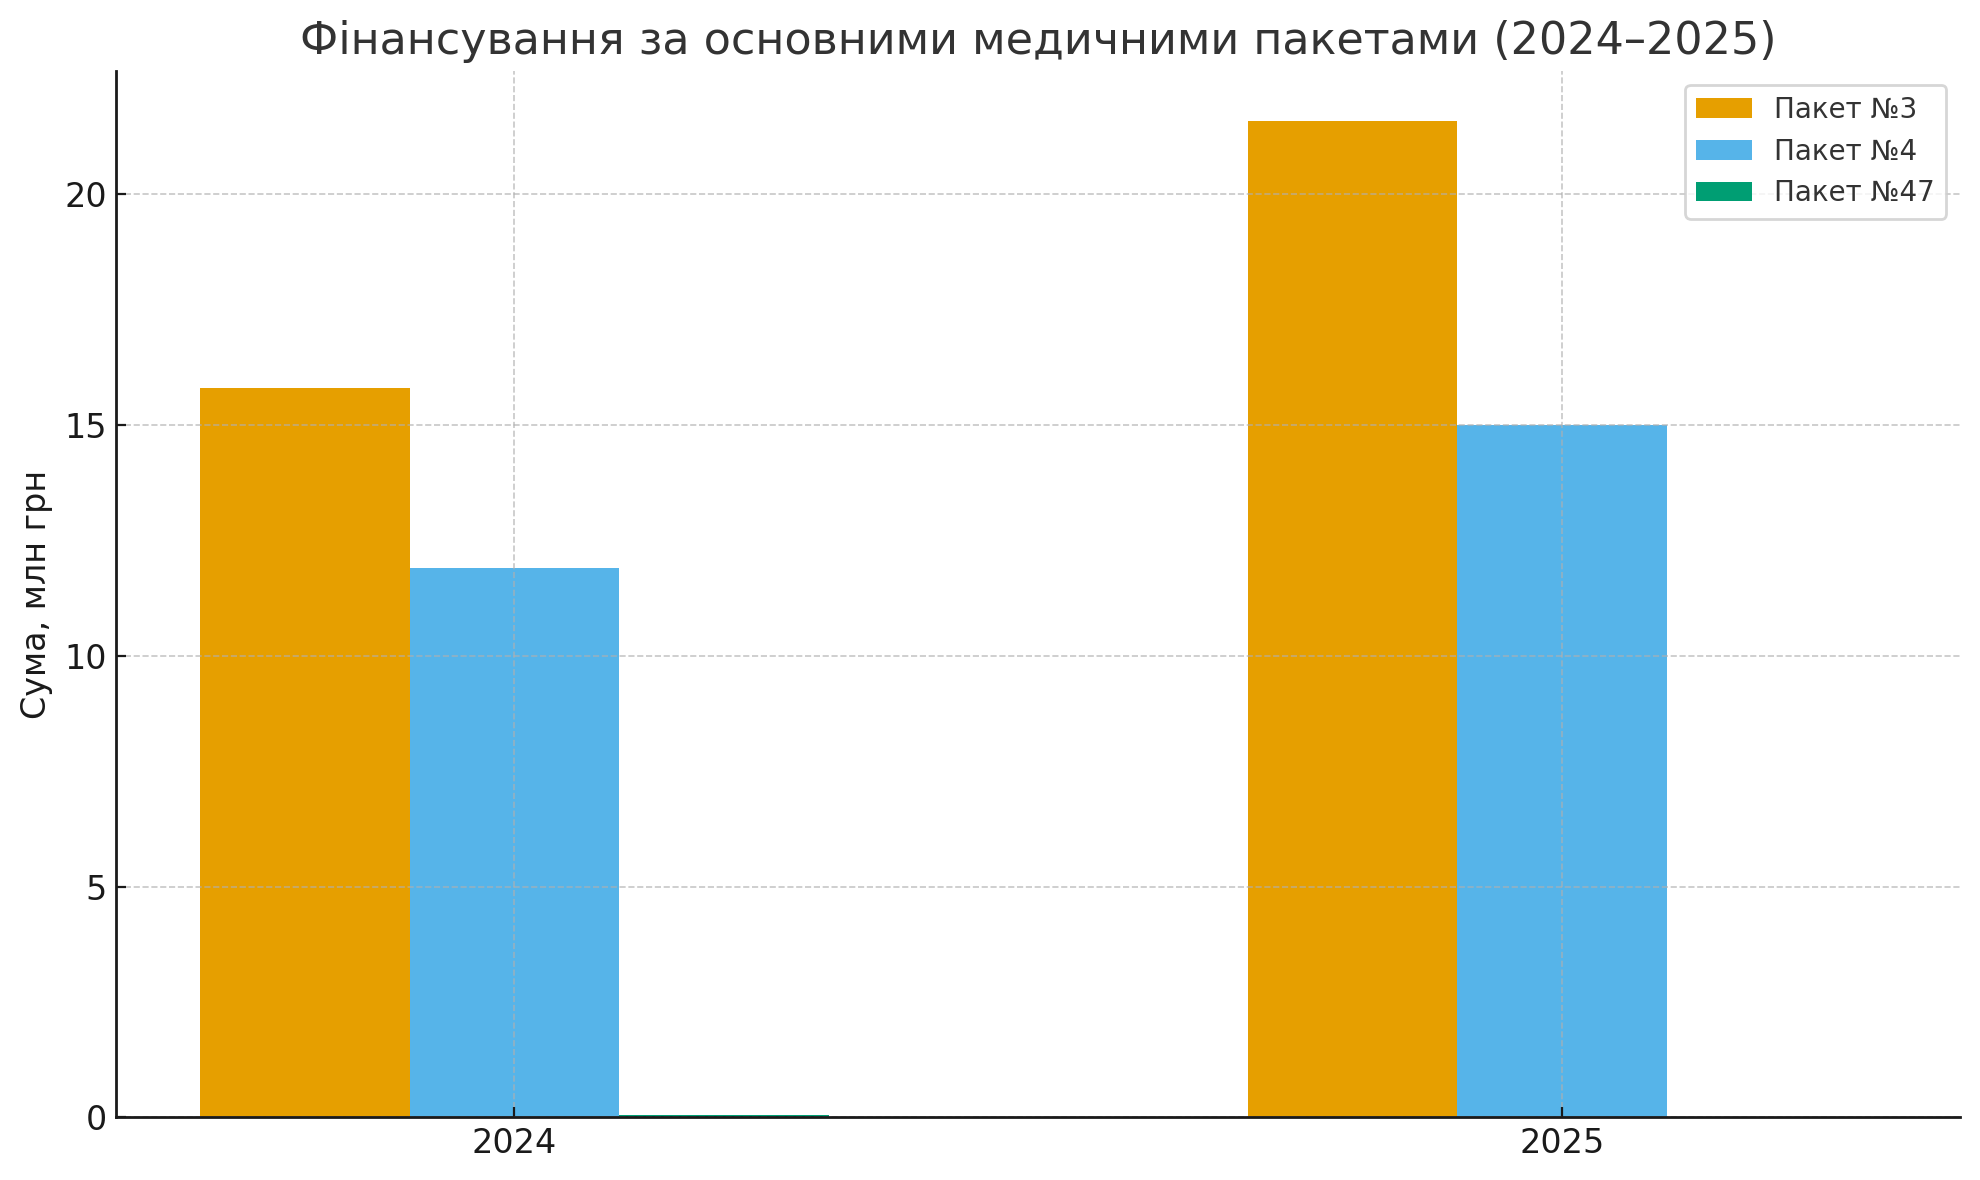 Фінансування за основними медичними пакетами (2024–2025)
Пакет №3
Пакет №4
Пакет №47
Сума, млн грн
20
15
10
5
0
2024
2025